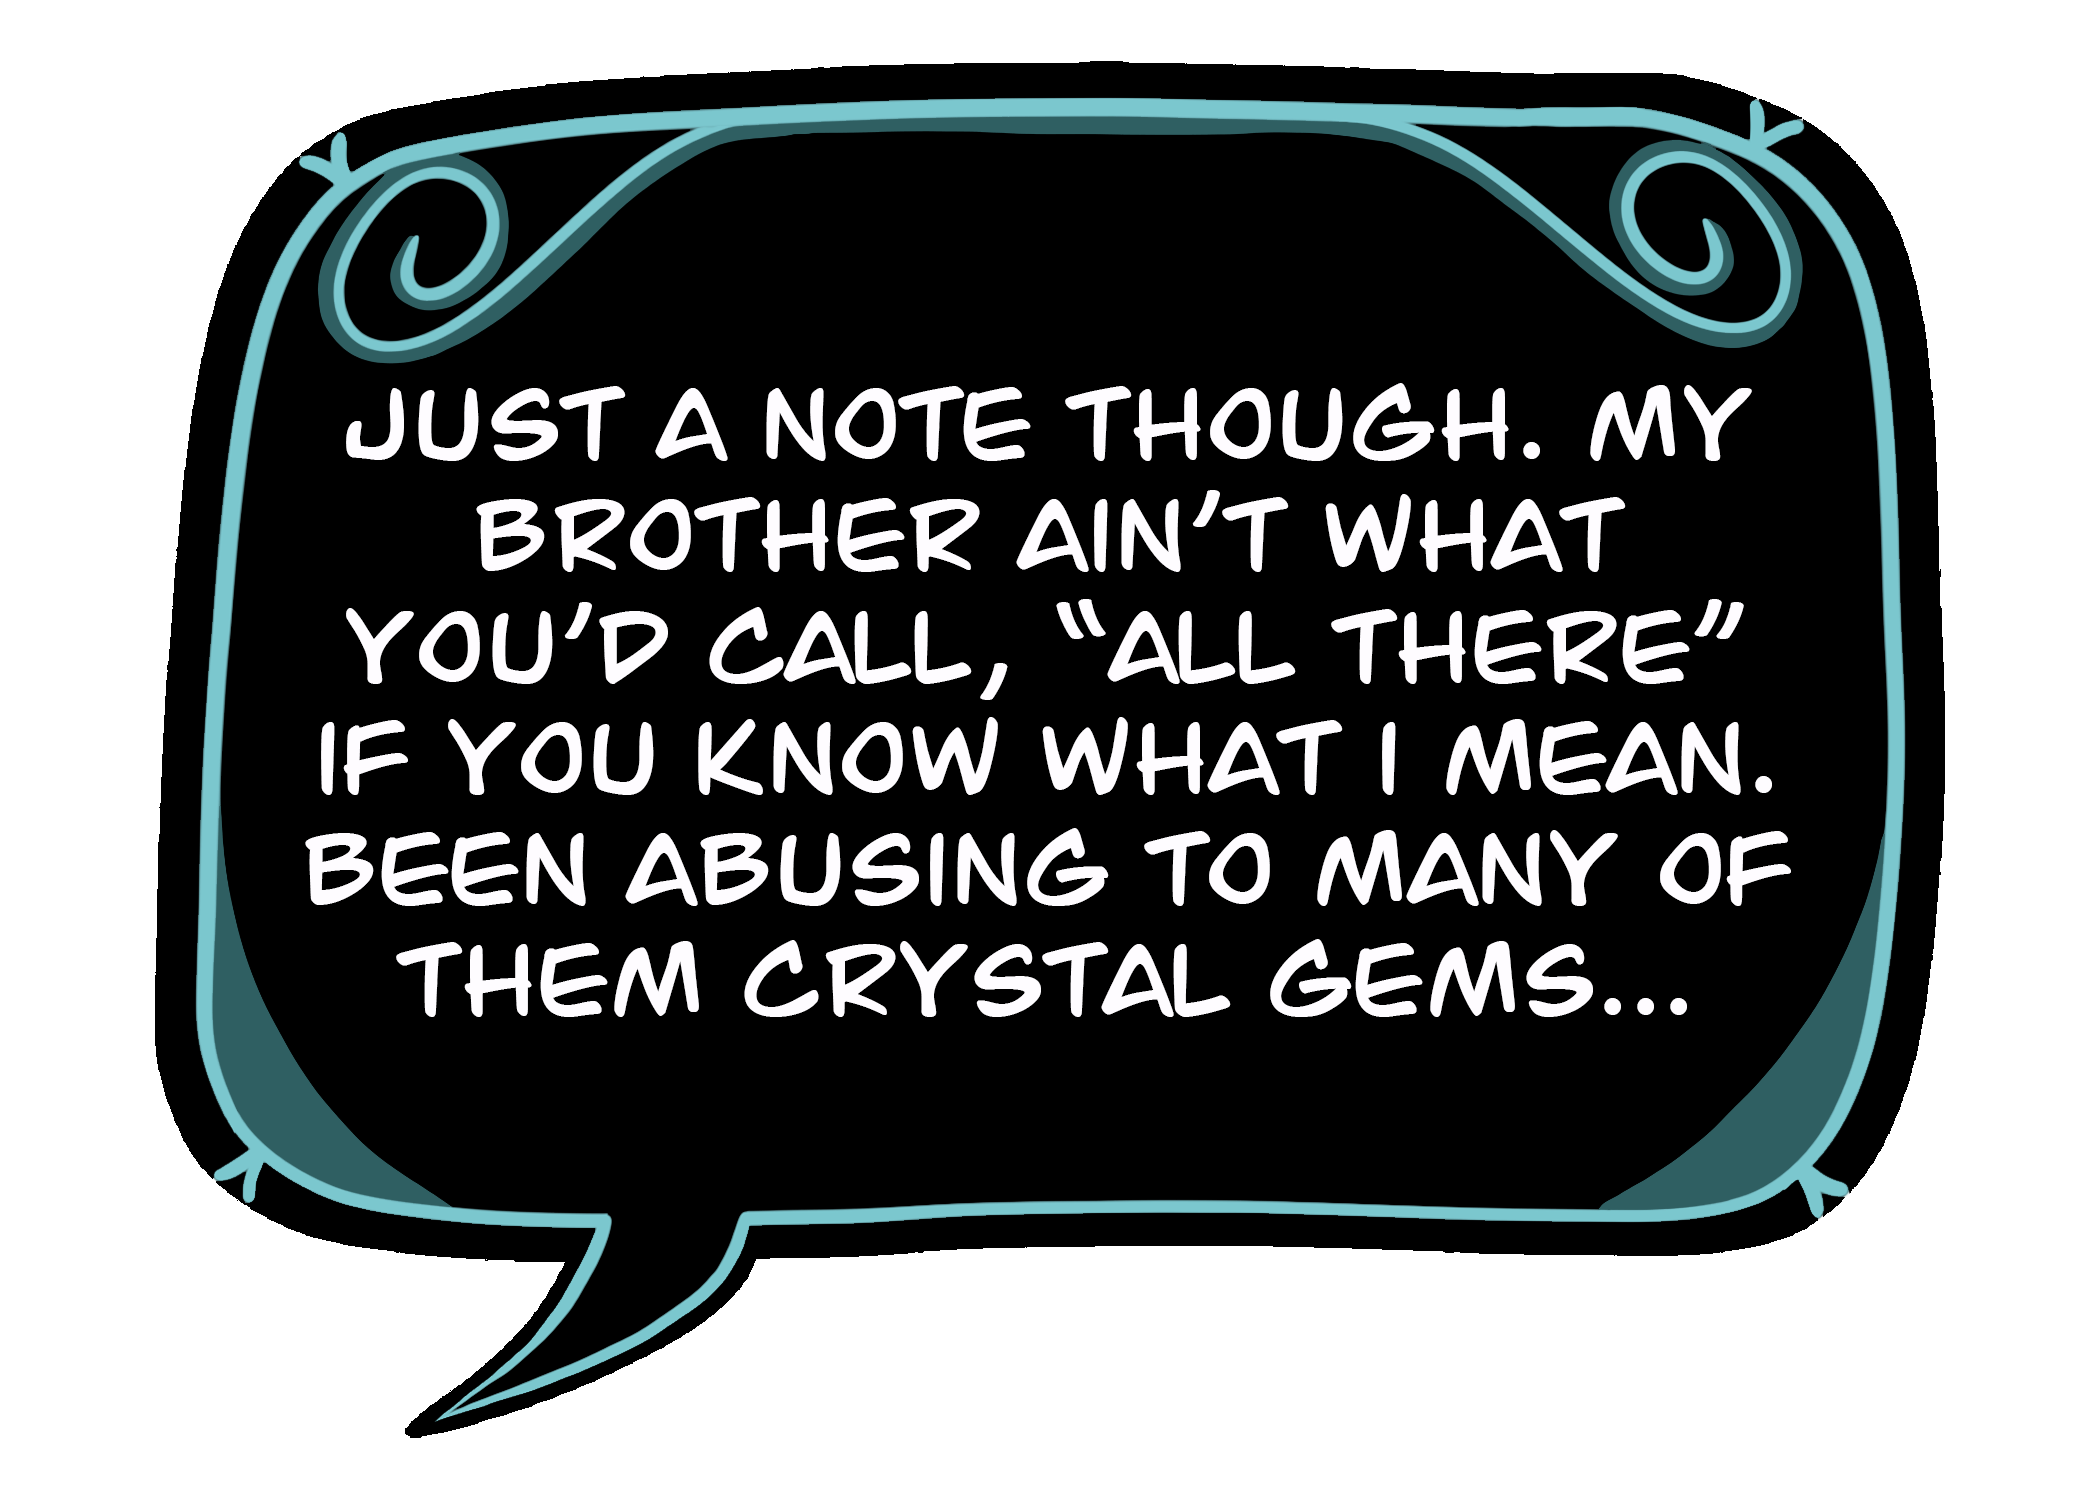 JUST A NOTE THOUGH. MY
BROTHER AIN'T WHAT
YOU'D CALL, “ALL THERE”
IF YOU KNOW WHAT I MEAN.
BEEN ABUSING TO MANY OF
THEM CRYSTAL GEMS...